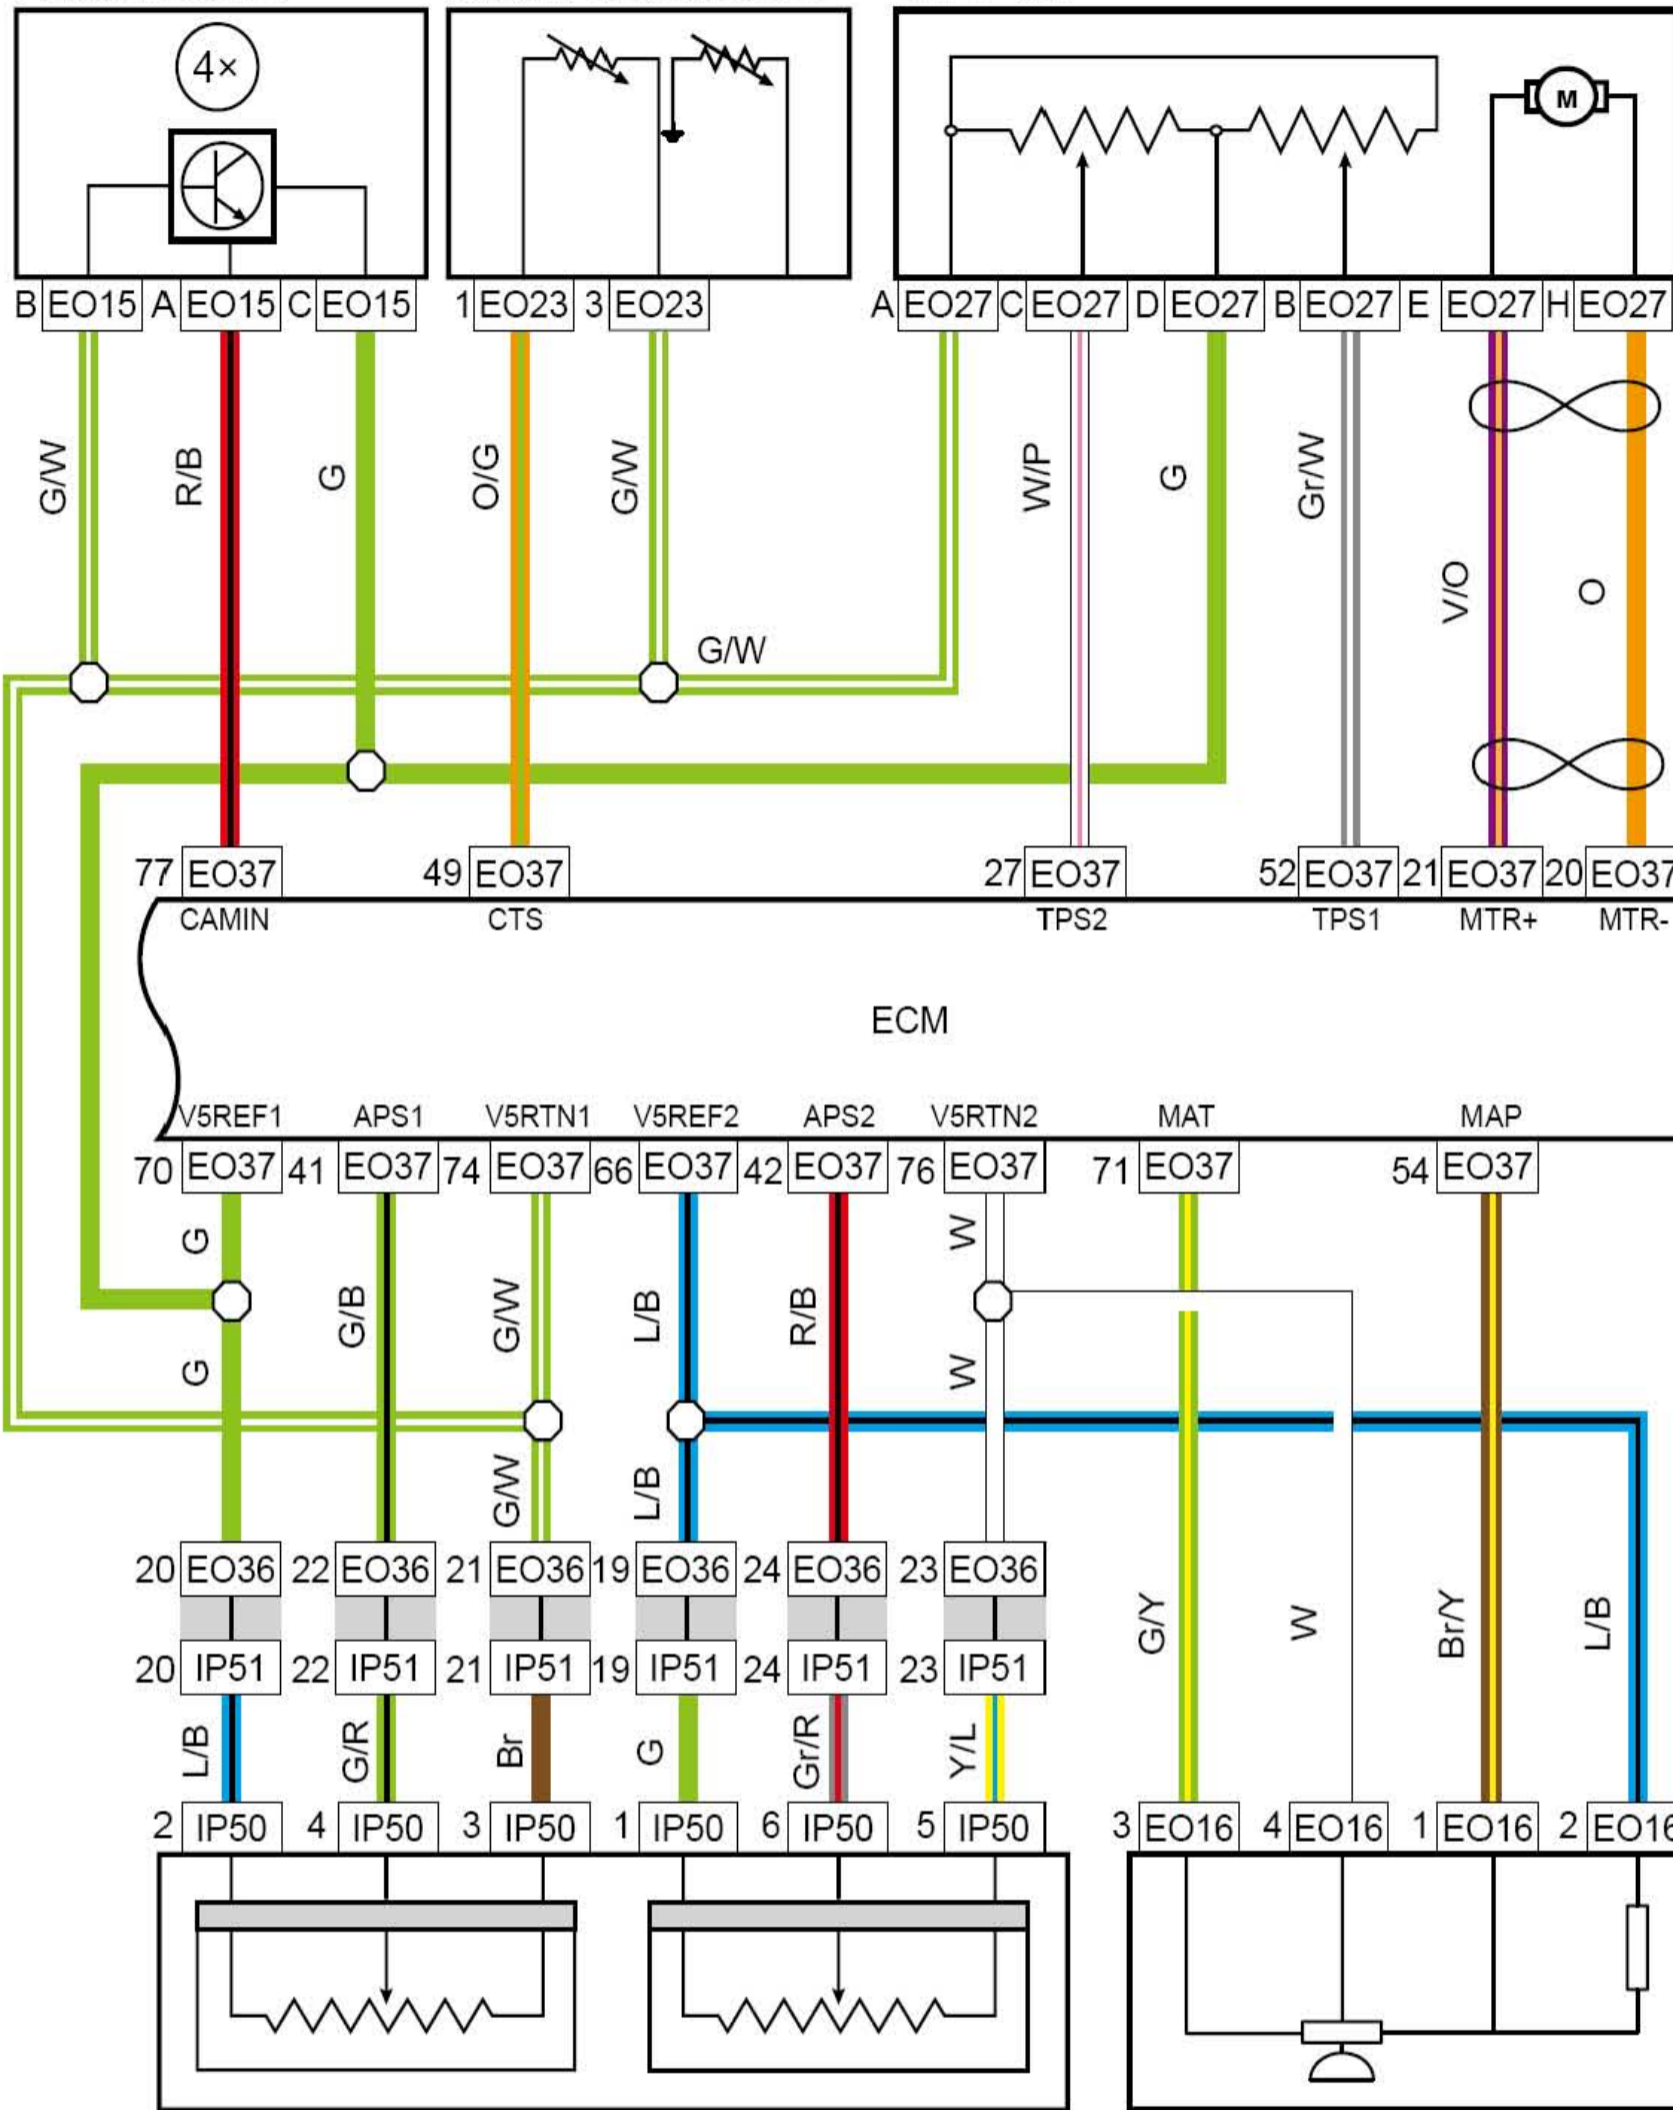 4×
M
B EO15 A EO15 C EO15 1 EO23 3 EO23 A EO27 C EO27 D EO27 B EO27 E EO27 H EO27
G/W R/B G O/G G/W W/P G Gr/W
V/O O
G/W
77 EO37 49 EO37 27 EO37 52 EO37 21 EO37 20 EO37
CAMIN CTS TPS2 TPS1 MTR+ MTR-
ECM
V5REF1 APS1 V5RTN1 V5REF2 APS2 V5RTN2 MAT MAP
70 EO37 41 EO37 74 EO37 66 EO37 42 EO37 76 EO37 71 EO37 54 EO37
G W
G/B G/W L/B R/B
G W
G/W L/B
20 EO36 22 EO36 21 EO36 19 EO36 24 EO36 23 EO36
G/Y W Br/Y L/B
20 IP51 22 IP51 21 IP51 19 IP51 24 IP51 23 IP51
L/B G/R Br G Gr/R Y/L
2 IP50 4 IP50 3 IP50 1 IP50 6 IP50 5 IP50 3 EO16 4 EO16 1 EO16 2 EO16